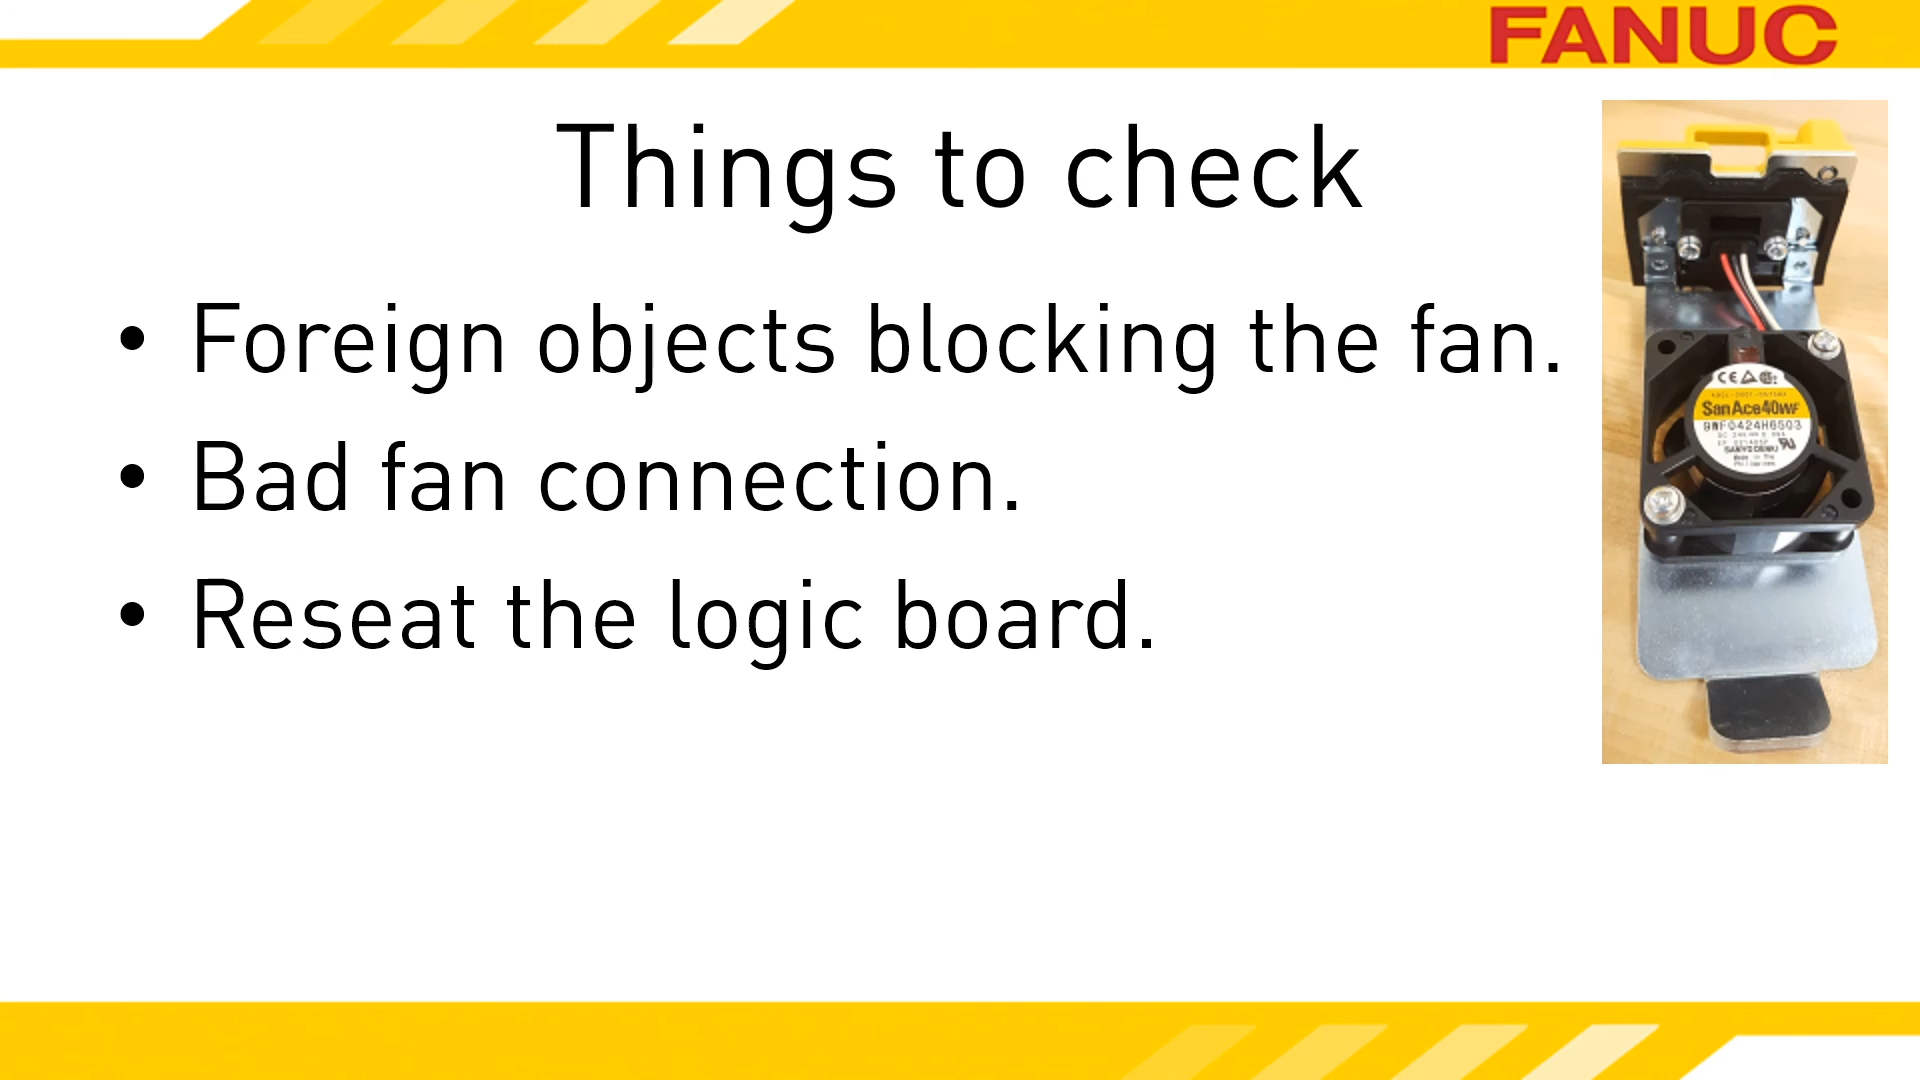 FANUC
Things to check
• Foreign objects blocking the fan.
• Bad fan connection.
• Reseat the logic board.
CE
San Ace 40WF
9WF0424H6503
SANYO DENKI